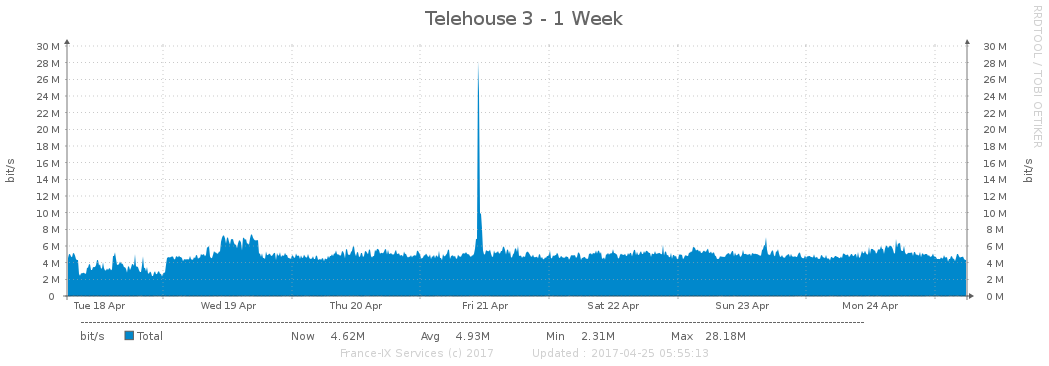 Telehouse 3 - 1 Week
RRDTOOL / TOBI OETIKER
30 M 30 M
28 M 28 M
26 M 26 M
24 M 24 M
22 M 22 M
20 M 20 M
18 M 18 M
16 M 16 M
bit/s bit/s
14 M 14 M
12 M 12 M
10 M 10 M
8 M 8 M
6 M 6 M
4 M 4 M
2 M 2 M
0 0 M
Tue 18 Apr Wed 19 Apr Thu 20 Apr Fri 21 Apr Sat 22 Apr Sun 23 Apr Mon 24 Apr
bit/s Total Now 4.62M Avg 4.93M Min 2.31M Max 28.18M
France-IX Services (c) 2017 Updated : 2017-04-25 05:55:13